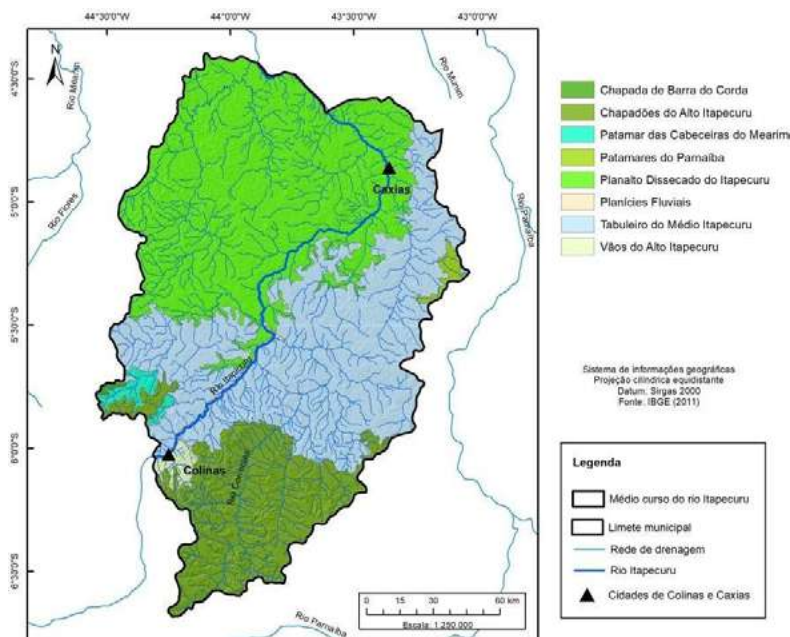 44°30'0"W
44°0'0"W
43°30'0"W
43°0'0"W
N
4°30'0"S
5°0'0"S
5°30'0"S
6°0'0"S
6°30'0"S
Rio Mearim
Rio Munim
Rio Flores
Rio Parnaíba
Caxias
Rio Itapecuru
Colinas
Rio Correntes
Rio Parnaíba
0 15 30 60 km
Escala: 1:250.000
Chapada de Barra do Corda
Chapadões do Alto Itapecuru
Patamar das Cabeceiras do Mearim
Patamares do Parnaíba
Planalto Dissecado do Itapecuru
Planícies Fluviais
Tabuleiro do Médio Itapecuru
Vãos do Alto Itapecuru
Sistema de informações geográficas
Projeção cilíndrica equidistante
Datum: Sirgas 2000
Fonte: IBGE (2011)
Legenda
Médio curso do rio Itapecuru
Limete municipal
Rede de drenagem
Rio Itapecuru
Cidades de Colinas e Caxias